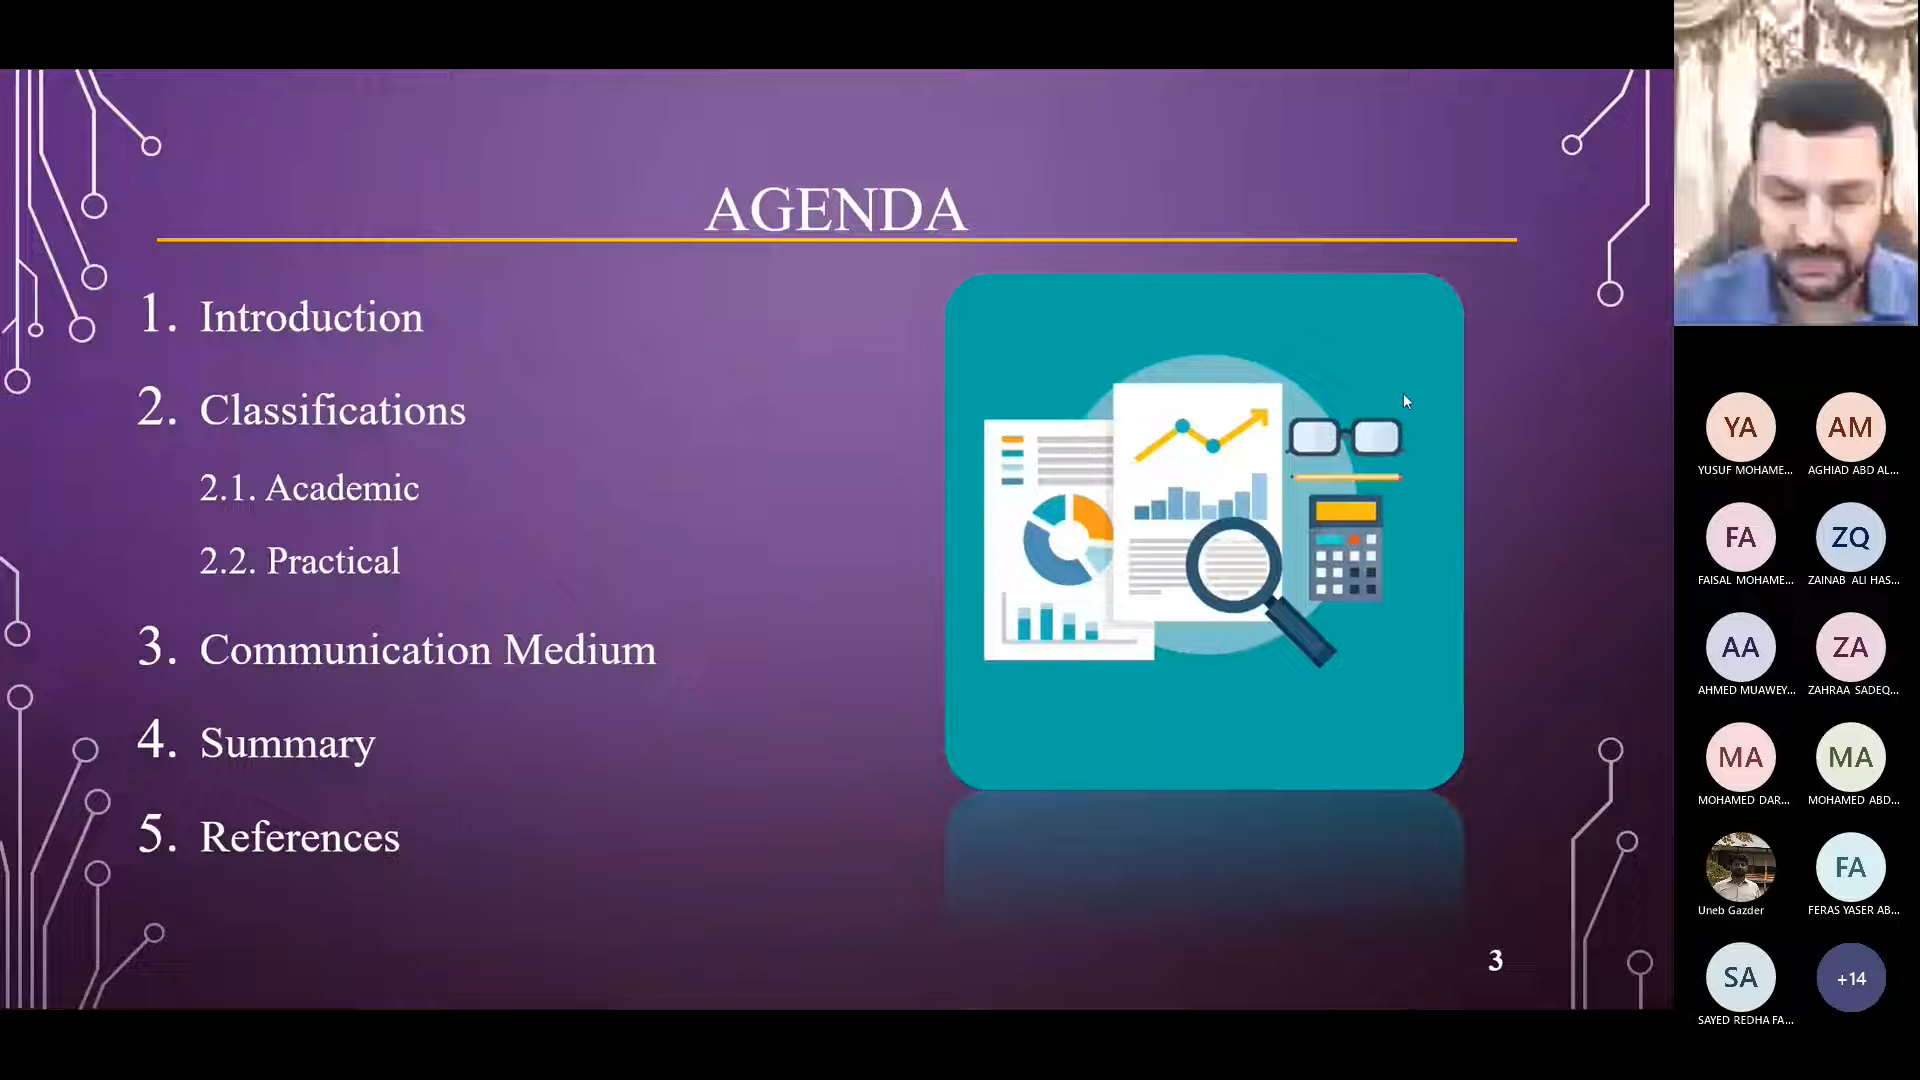 AGENDA
1. Introduction
2. Classifications
2.1. Academic
2.2. Practical
3. Communication Medium
4. Summary
5. References
3
YA
YUSUF MOHAME...
AM
AGHIAD ABD AL...
FA
FAISAL MOHAME...
ZQ
ZAINAB ALI HAS...
AA
AHMED MUAWEY...
ZA
ZAHRAA SADEQ...
MA
MOHAMED DAR...
MA
MOHAMED ABD...
Uneb Gazder
FA
FERAS YASER AB...
SA
SAYED REDHA FA...
+14